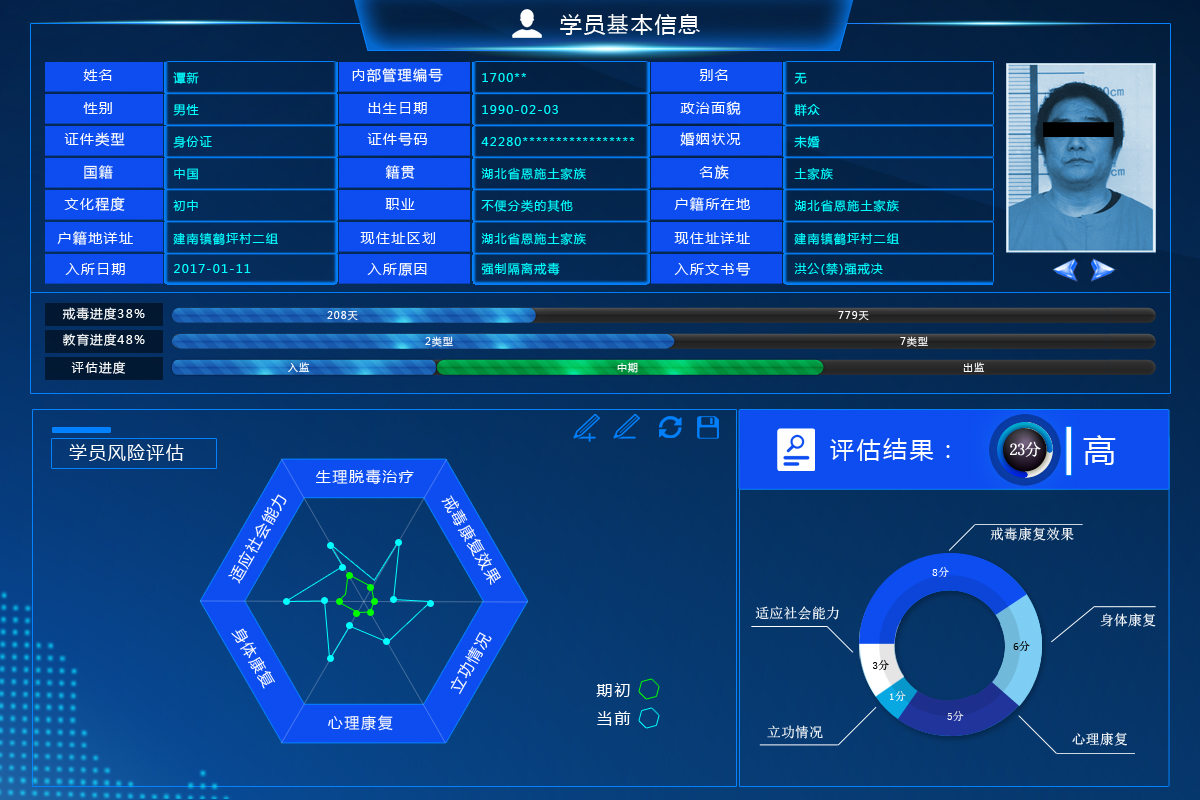 学员基本信息
姓名 谭新 内部管理编号 1700** 别名 无
性别 男性 出生日期 1990-02-03 政治面貌 群众
证件类型 身份证 证件号码 42280***************** 婚姻状况 未婚
国籍 中国 籍贯 湖北省恩施土家族 名族 土家族
文化程度 初中 职业 不便分类的其他 户籍所在地 湖北省恩施土家族
户籍地详址 建南镇鹤坪村二组 现住址区划 湖北省恩施土家族 现住址详址 建南镇鹤坪村二组
入所日期 2017-01-11 入所原因 强制隔离戒毒 入所文书号 洪公(禁)强戒决
戒毒进度38% 208天 779天
教育进度48% 2类型 7类型
评估进度 入监 中期 出监
学员风险评估
生理脱毒治疗
戒毒康复效果
适应社会能力
身体康复
立功情况
心理康复
期初
当前
评估结果： 23分 高
戒毒康复效果
8分
适应社会能力
身体康复
6分
3分
1分
5分
立功情况
心理康复